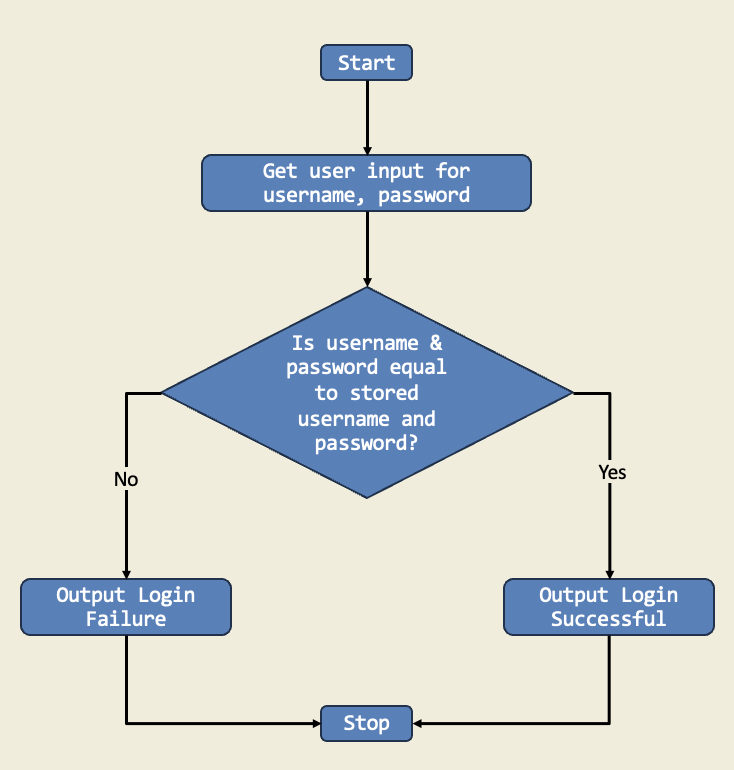 Start
Get user input for
username, password
Is username &
password equal
to stored
username and
password?
No
Yes
Output Login
Failure
Output Login
Successful
Stop